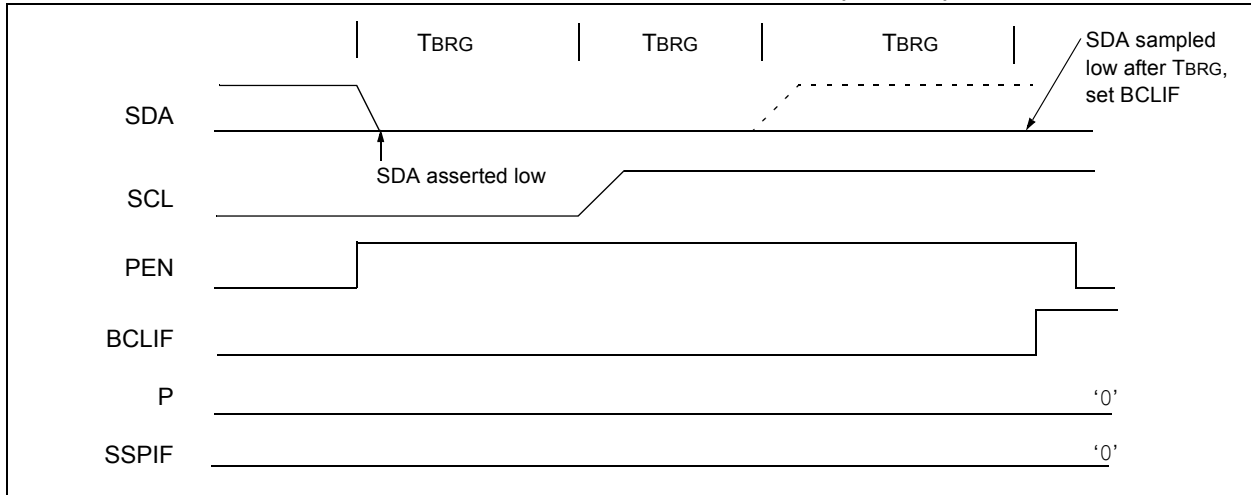 TBRG TBRG TBRG
SDA sampled
low after TBRG,
set BCLIF
SDA
SDA asserted low
SCL
PEN
BCLIF
P
‘0’
SSPIF
‘0’